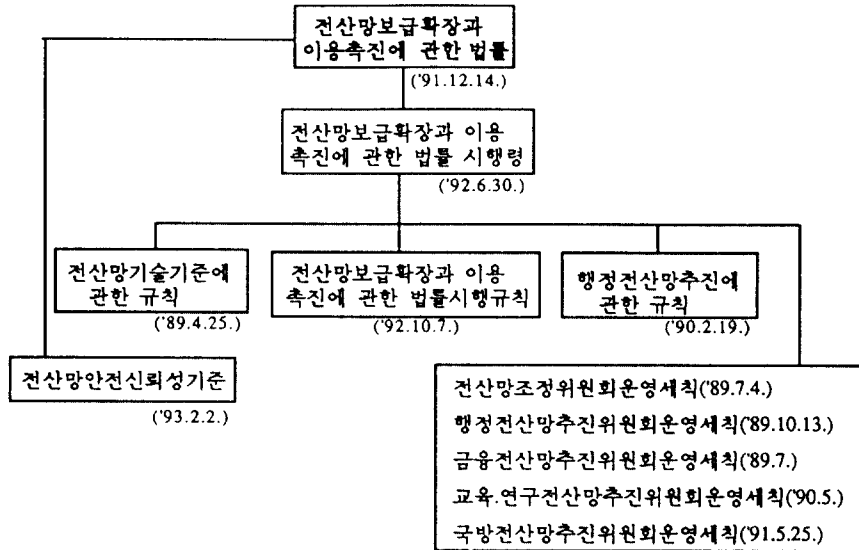 전산망보급확장과
이용촉진에 관한 법률
('91.12.14.)
전산망보급확장과 이용
촉진에 관한 법률 시행령
('92.6.30.)
전산망기술기준에
관한 규칙
('89.4.25.)
전산망보급확장과 이용
촉진에 관한 법률시행규칙
('92.10.7.)
행정전산망추진에
관한 규칙
('90.2.19.)
전산망안전신뢰성기준
('93.2.2.)
전산망조정위원회운영세칙('89.7.4.)
행정전산망추진위원회운영세칙('89.10.13.)
금융전산망추진위원회운영세칙('89.7.)
교육.연구전산망추진위원회운영세칙('90.5.)
국방전산망추진위원회운영세칙('91.5.25.)